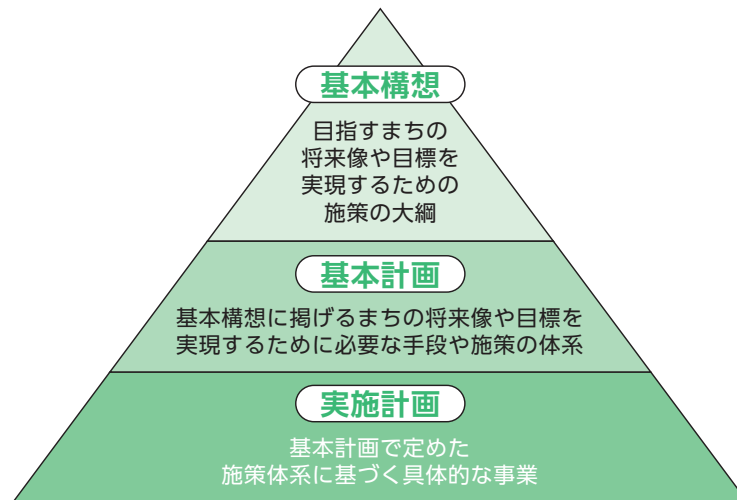 基本構想
目指すまちの
将来像や目標を
実現するための
施策の大綱
基本計画
基本構想に掲げるまちの将来像や目標を
実現するために必要な手段や施策の体系
実施計画
基本計画で定めた
施策体系に基づく具体的な事業